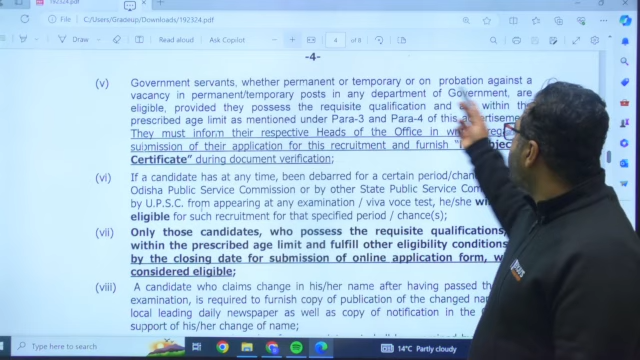 File
C:/Users/Gradeup/Downloads/192324.pdf
Draw
Read aloud
Ask Copilot
4
of 8
-4-
(v) Government servants, whether permanent or temporary or on probation against a
vacancy in permanent/temporary posts in any department of Government, are
eligible, provided they possess the requisite qualification and within the
prescribed age limit as mentioned under Para-3 and Para-4 of this
They must inform their respective Heads of the Office in
submission of their application for this recruitment and furnish
Certificate" during document verification;
(vi) If a candidate has at any time, been debarred for a certain period/
Odisha Public Service Commission or by other State Public Service
by U.P.S.C. from appearing at any examination / viva voce test, he/she
eligible for such recruitment for that specified period / chance(s);
(vii) Only those candidates, who possess the requisite qualifications,
within the prescribed age limit and fulfill other eligibility conditions
by the closing date for submission of online application form,
considered eligible;
(viii) A candidate who claims change in his/her name after having passed
examination, is required to furnish copy of publication of the changed
local leading daily newspaper as well as copy of notification in the
support of his/her change of name;
Type here to search
14°C Partly cloudy